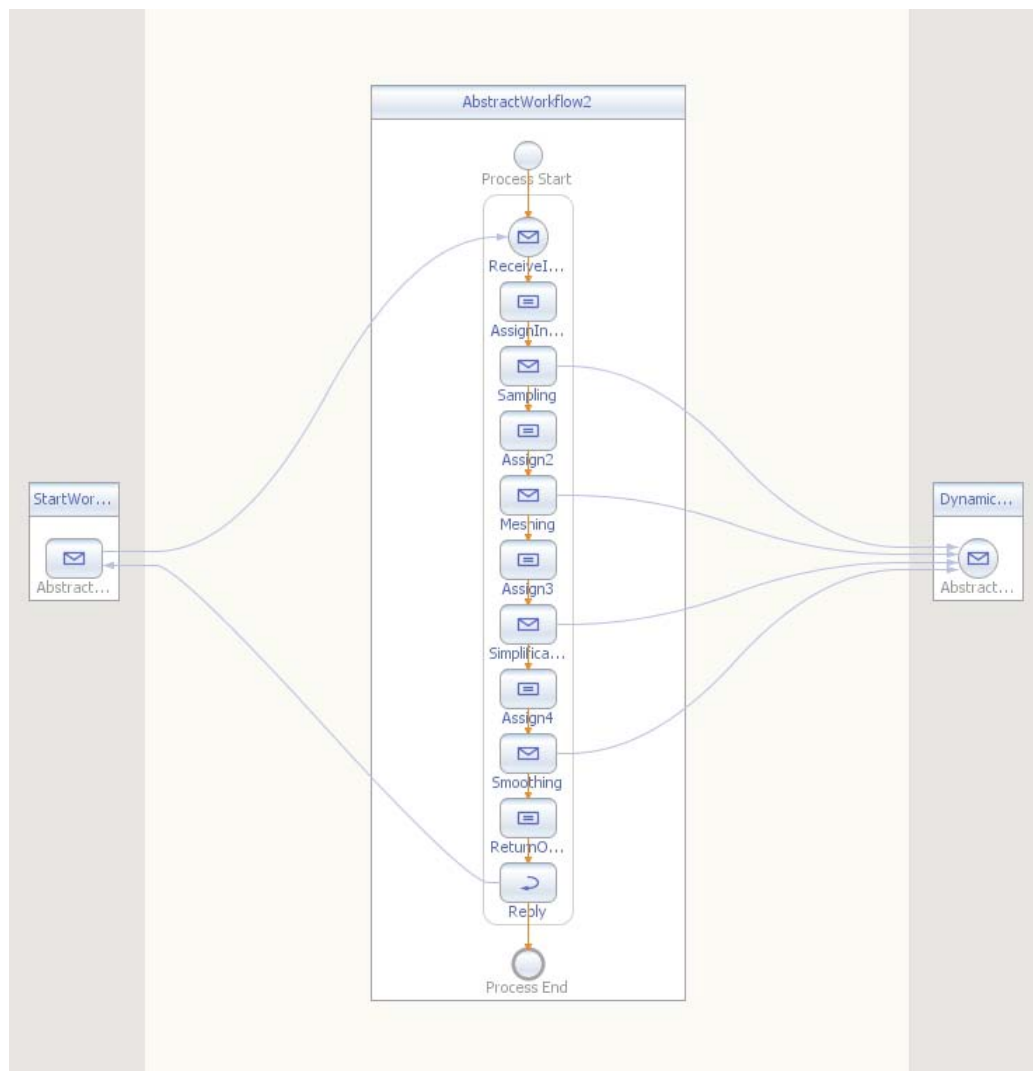 AbstractWorkflow2
Process Start
ReceiveI...
AssignIn...
Sampling
Assign2
Meshing
Assign3
Simplifica...
Assign4
Smoothing
ReturnO...
Reply
Process End
StartWor...
Abstract...
Dynamic...
Abstract...